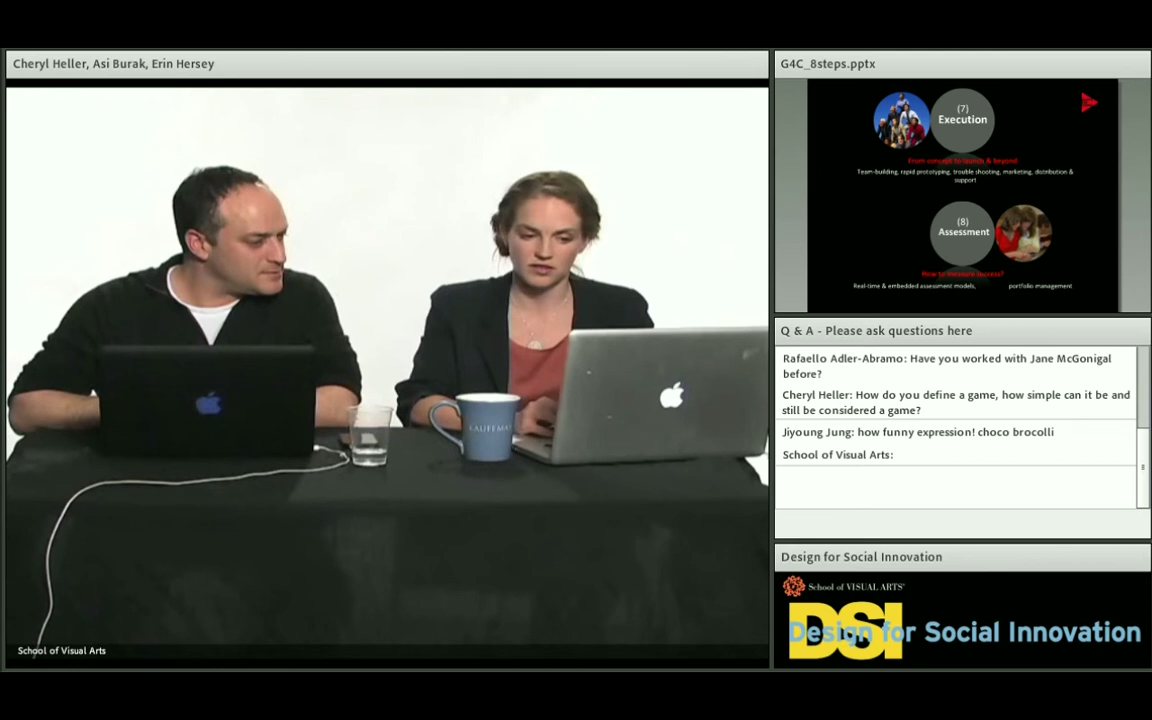 Cheryl Heller, Asi Burak, Erin Hersey
KAUFFMAN
School of Visual Arts
G4C_8steps.pptx
(7)
Execution
From concept to launch & beyond
Team-building, rapid prototyping, trouble shooting, marketing, distribution &
support
(8)
Assessment
How to measure success?
Real-time & embedded assessment models, portfolio management
Q & A - Please ask questions here
Rafaello Adler-Abramo: Have you worked with Jane McGonigal
before?
Cheryl Heller: How do you define a game, how simple can it be and
still be considered a game?
Jiyoung Jung: how funny expression! choco brocolli
School of Visual Arts:
Design for Social Innovation
School of VISUAL ARTS
DSI
Design for Social Innovation